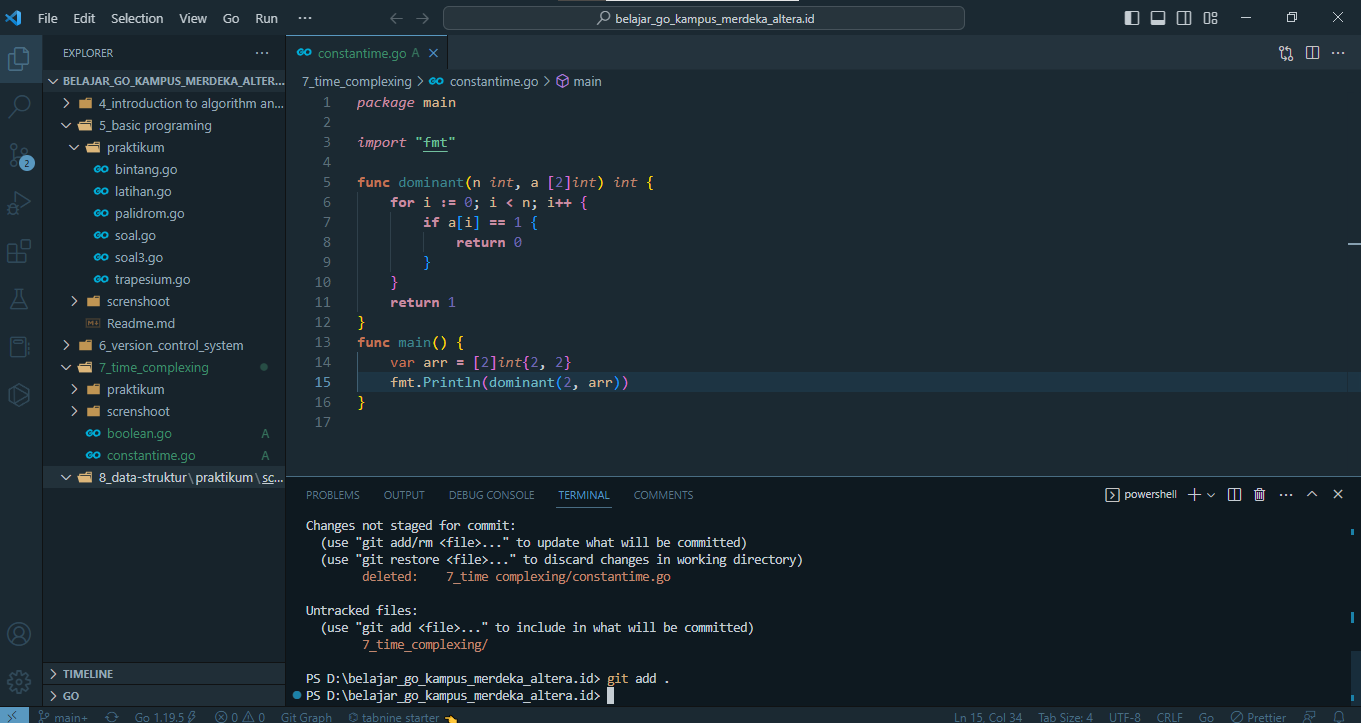 File Edit Selection View Go Run ··· belajar_go_kampus_merdeka_altera.id
EXPLORER ···
BELAJAR_GO_KAMPUS_MERDEKA_ALTER...
4_introduction to algorithm an...
5_basic programing
praktikum
bintang.go
latihan.go
palidrom.go
soal.go
soal3.go
trapesium.go
screnshoot
Readme.md
6_version_control_system
7_time_complexing
praktikum
screnshoot
boolean.go A
constantime.go A
8_data-struktur\praktikum\sc...
TIMELINE
GO
2
constantime.go A
7_time_complexing > constantime.go > main
1 package main
2
3 import "fmt"
4
5 func dominant(n int, a [2]int) int {
6 for i := 0; i < n; i++ {
7 if a[i] == 1 {
8 return 0
9 }
10 }
11 return 1
12 }
13 func main() {
14 var arr = [2]int{2, 2}
15 fmt.Println(dominant(2, arr))
16 }
17
PROBLEMS OUTPUT DEBUG CONSOLE TERMINAL COMMENTS powershell
Changes not staged for commit:
(use "git add/rm <file>..." to update what will be committed)
(use "git restore <file>..." to discard changes in working directory)
deleted: 7_time complexing/constantime.go
Untracked files:
(use "git add <file>..." to include in what will be committed)
7_time_complexing/
PS D:\belajar_go_kampus_merdeka_altera.id> git add .
PS D:\belajar_go_kampus_merdeka_altera.id>
main+ Go 1.19.5 0 0 Git Graph tabnine starter Ln 15, Col 34 Tab Size: 4 UTF-8 CRLF Go Prettier